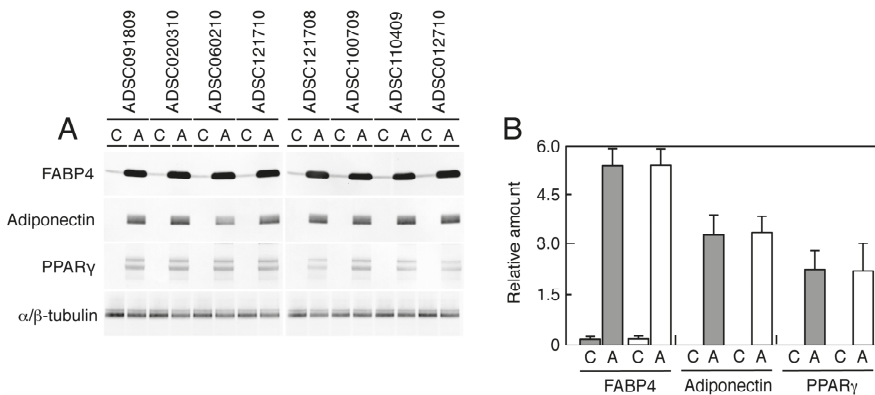 ADSC091809 ADSC020310 ADSC060210 ADSC121710 ADSC121708 ADSC100709 ADSC110409 ADSC012710
A
C A C A C A C A C A C A C A C A
FABP4
Adiponectin
PPARγ
α/β-tubulin
B
Relative amount
6.0
4.5
3.0
1.5
0
C A C A C A C A C A C A
FABP4 Adiponectin PPARγ